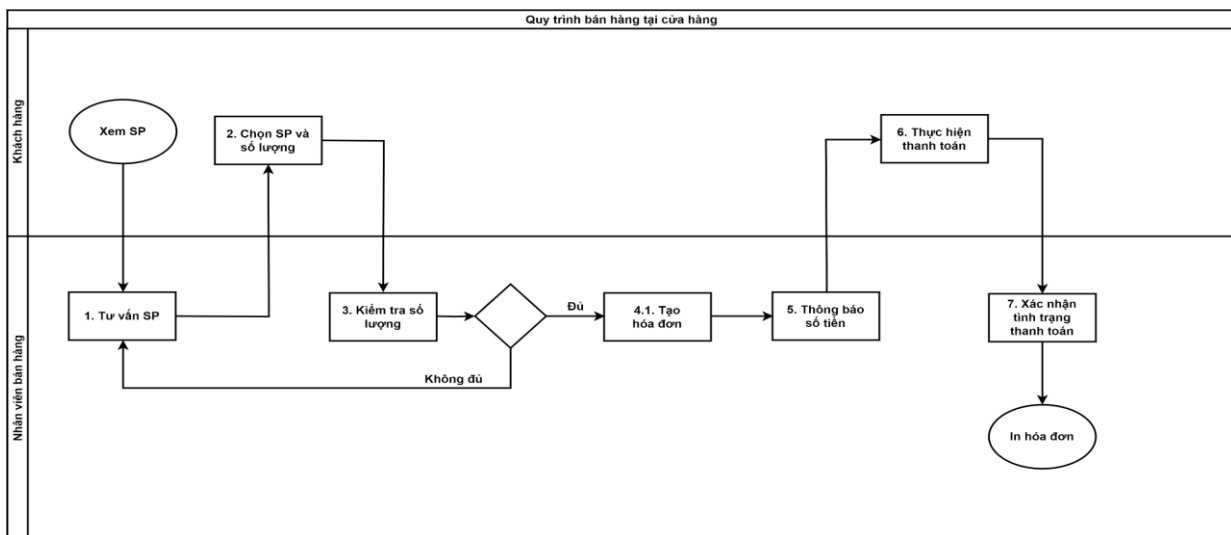 Quy trình bán hàng tại cửa hàng
Khách hàng
Xem SP
2. Chọn SP và
số lượng
6. Thực hiện
thanh toán
Nhân viên bán hàng
1. Tư vấn SP
3. Kiểm tra số
lượng
Đủ
4.1. Tạo
hóa đơn
5. Thông báo
số tiền
7. Xác nhận
tình trạng
thanh toán
Không đủ
In hóa đơn